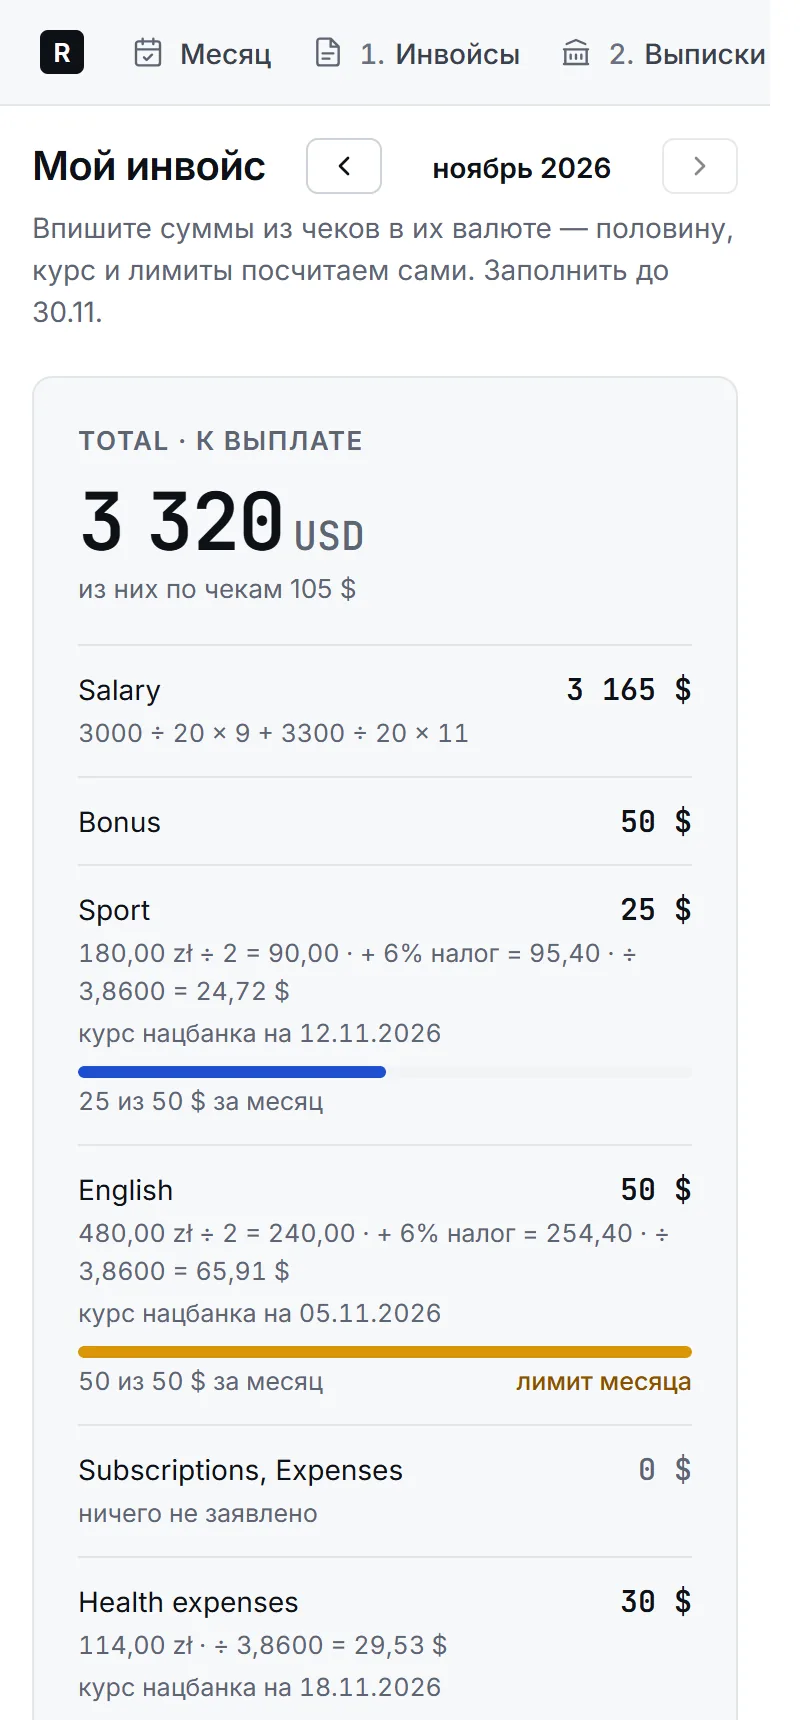 R Месяц 1. Инвойсы 2. Выписки
Мой инвойс ноябрь 2026
Впишите суммы из чеков в их валюте — половину,
курс и лимиты посчитаем сами. Заполнить до
30.11.
TOTAL · К ВЫПЛАТЕ
3 320 USD
из них по чекам 105 $
Salary 3 165 $
3000 ÷ 20 × 9 + 3300 ÷ 20 × 11
Bonus 50 $
Sport 25 $
180,00 zł ÷ 2 = 90,00 · + 6% налог = 95,40 · ÷
3,8600 = 24,72 $
курс нацбанка на 12.11.2026
25 из 50 $ за месяц
English 50 $
480,00 zł ÷ 2 = 240,00 · + 6% налог = 254,40 · ÷
3,8600 = 65,91 $
курс нацбанка на 05.11.2026
50 из 50 $ за месяц лимит месяца
Subscriptions, Expenses 0 $
ничего не заявлено
Health expenses 30 $
114,00 zł · ÷ 3,8600 = 29,53 $
курс нацбанка на 18.11.2026